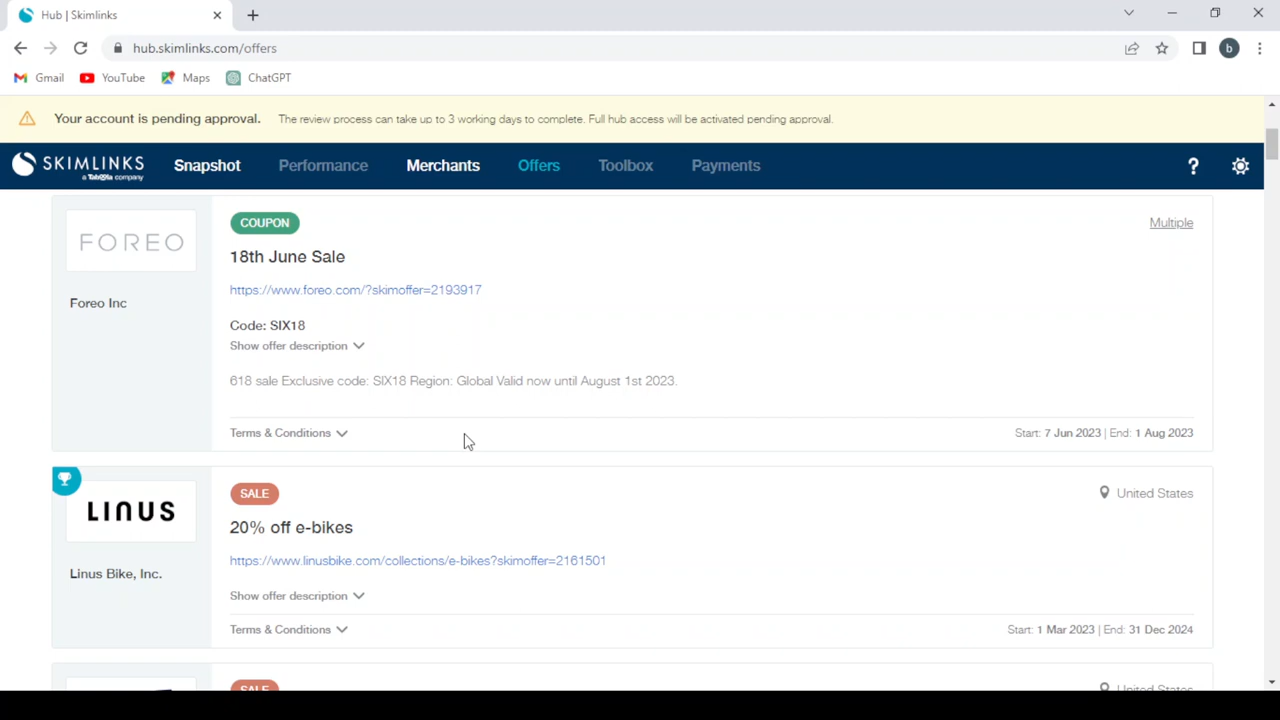 Hub | Skimlinks
hub.skimlinks.com/offers
b
Gmail YouTube Maps ChatGPT
Your account is pending approval. The review process can take up to 3 working days to complete. Full hub access will be activated pending approval.
SKIMLINKS Snapshot Performance Merchants Offers Toolbox Payments ?
a Taboola company
FOREO
Foreo Inc
COUPON Multiple
18th June Sale
https://www.foreo.com/?skimoffer=2193917
Code: SIX18
Show offer description
618 sale Exclusive code: SIX18 Region: Global Valid now until August 1st 2023.
Terms & Conditions Start: 7 Jun 2023 | End: 1 Aug 2023
LINUS
Linus Bike, Inc.
SALE United States
20% off e-bikes
https://www.linusbike.com/collections/e-bikes?skimoffer=2161501
Show offer description
Terms & Conditions Start: 1 Mar 2023 | End: 31 Dec 2024
SALE United States